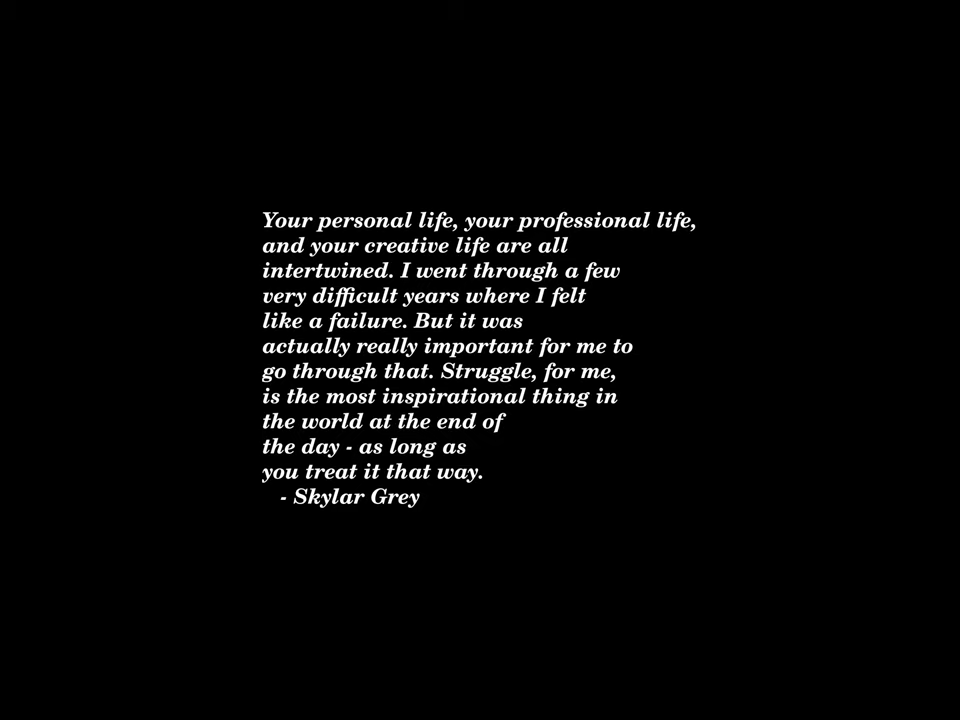 Your personal life, your professional life,
and your creative life are all
intertwined. I went through a few
very difficult years where I felt
like a failure. But it was
actually really important for me to
go through that. Struggle, for me,
is the most inspirational thing in
the world at the end of
the day - as long as
you treat it that way.
- Skylar Grey